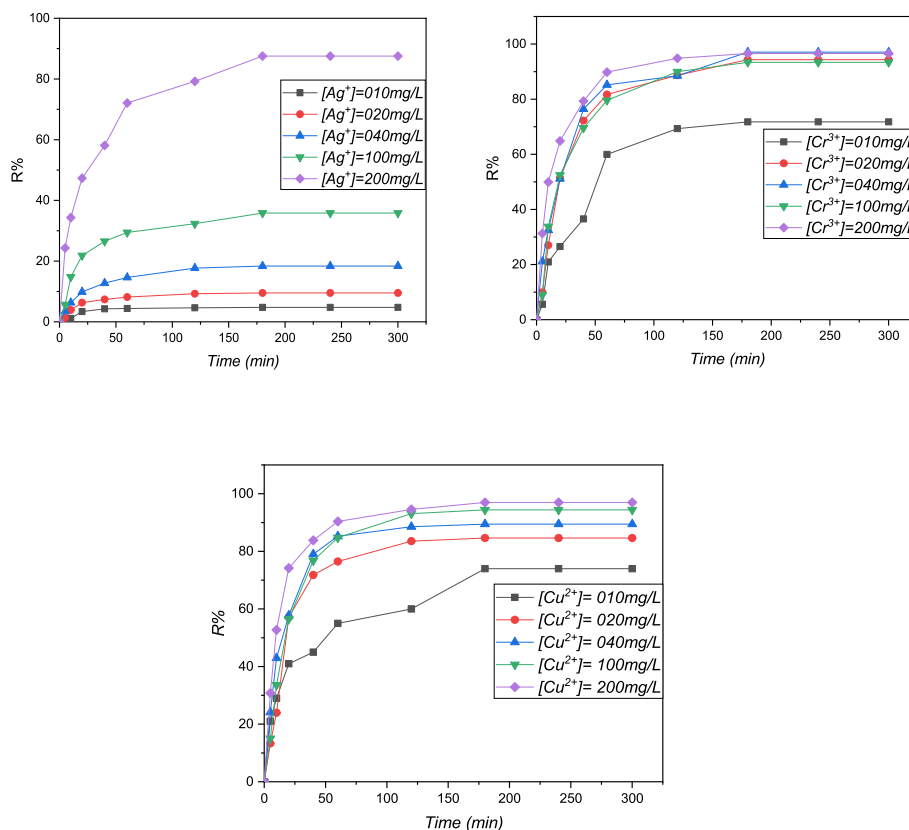 100
80
60
40
20
0
R%
[Ag⁺]=010mg/L
[Ag⁺]=020mg/L
[Ag⁺]=040mg/L
[Ag⁺]=100mg/L
[Ag⁺]=200mg/L
0 50 100 150 200 250 300
Time (min)
100
80
60
40
20
0
R%
[Cr³⁺]=010mg/L
[Cr³⁺]=020mg/L
[Cr³⁺]=040mg/L
[Cr³⁺]=100mg/L
[Cr³⁺]=200mg/L
0 50 100 150 200 250 300
Time (min)
100
80
60
40
20
0
R%
[Cu²⁺]= 010mg/L
[Cu²⁺]= 020mg/L
[Cu²⁺]= 040mg/L
[Cu²⁺]= 100mg/L
[Cu²⁺]= 200mg/L
0 50 100 150 200 250 300
Time (min)